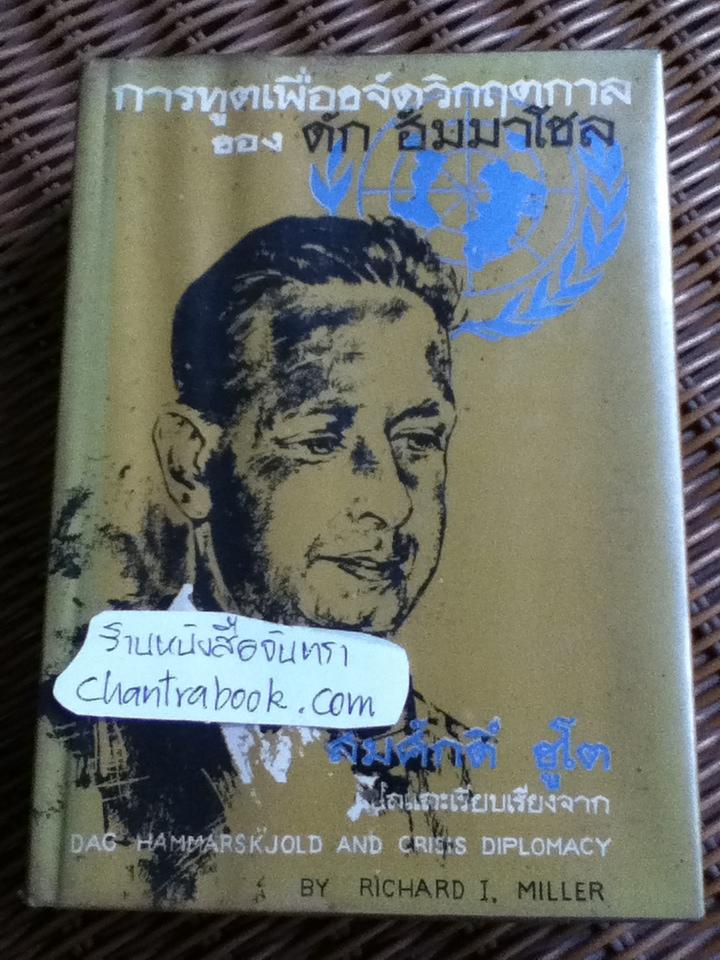 การทูตเพื่อขจัดวิกฤตกาล
ของ ดัก ฮัมมาโชล
ร้านหนังสือจันทรา
chantrabook.com
สมศักดิ์ ชูโต
แปลและเรียบเรียงจาก
DAG HAMMARSKJOLD AND CRISIS DIPLOMACY
BY RICHARD I. MILLER